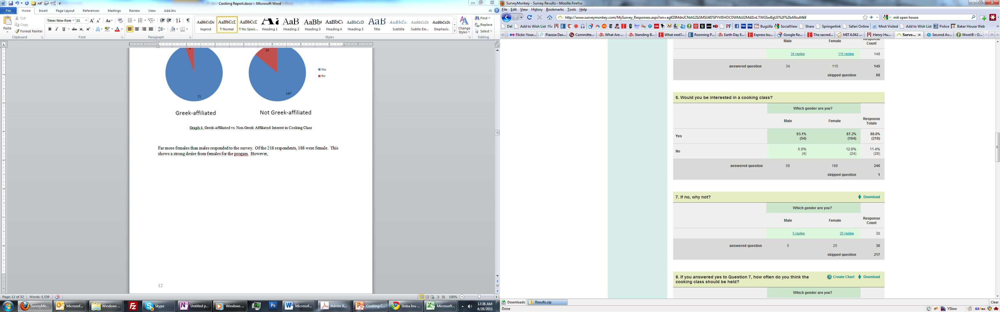 Cooking Report.docx - Microsoft Word
File Home Insert Page Layout References Mailings Review View Add-Ins
Paste
Cut
Copy
Format Painter
Times New Rom 11
AaBbCcDc AaBbCcI AaBbCcI AaB AaBbC AaBbC AaBbCcD AaB AaBbCc. AaBbCcDc AaBbCcDc
legend ¶ Normal ¶ No Spaci... Heading 1 Heading 2 Heading 3 Heading 4 Heading 5 Title Subtitle Subtle Em... Emphasis
Change Styles
Find
Replace
Select
Clipboard Font Paragraph Styles Editing
4
24
Yes
No
71
147
Greek-affiliated
Not Greek-affiliated
Graph 4. Greek-affiliated vs. Non-Greek Affiliated Interest in Cooking Class
Far more females than males responded to the survey. Of the 218 respondents, 188 were female. This
shows a strong desire from females for the progam. However,
12
Page: 12 of 32 Words: 5,539
100%
SurveyMo... Microsof... Windows ... Skype Untitled p... Windows ... Ps Microsof... Adobe A... Cooking C... Shiba Inu ... Microsoft...
12:36 AM
4/28/2011
SurveyMonkey - Survey Results - Mozilla Firefox
File Edit View History Bookmarks Tools Help
mit open house
Del Add to Wish List
Bugzilla SocialView Share Springerlink Safari Online Most Visited Add to Wish List Police Baker House Web
Flickr: Your... Piazzza Das... Committe... What Are ... Standing B... What next?... Rooming P... Earth Day E... Express bu... Google Re... The sacred... MIT 6.042 ... Henry Hu... Surve... Second Av... Woot® : O...
Male Female Response Count
34 replies 115 replies 149
answered question 34 115 149
skipped question 98
6. Would you be interested in a cooking class?
Which gender are you?
Male Female Response Totals
Yes 93.1% (54) 87.2% (164) 88.6% (218)
No 6.9% (4) 12.8% (24) 11.4% (28)
answered question 58 188 246
skipped question 1
7. If no, why not? Download
Which gender are you?
Male Female Response Count
5 replies 25 replies 30
answered question 5 25 30
skipped question 217
8. If you answered yes to Question 7, how often do you think the
cooking class should be held?
Create Chart Download
Which gender are you?
Downloads Results.zip Clear
Done YSlow S3Fox